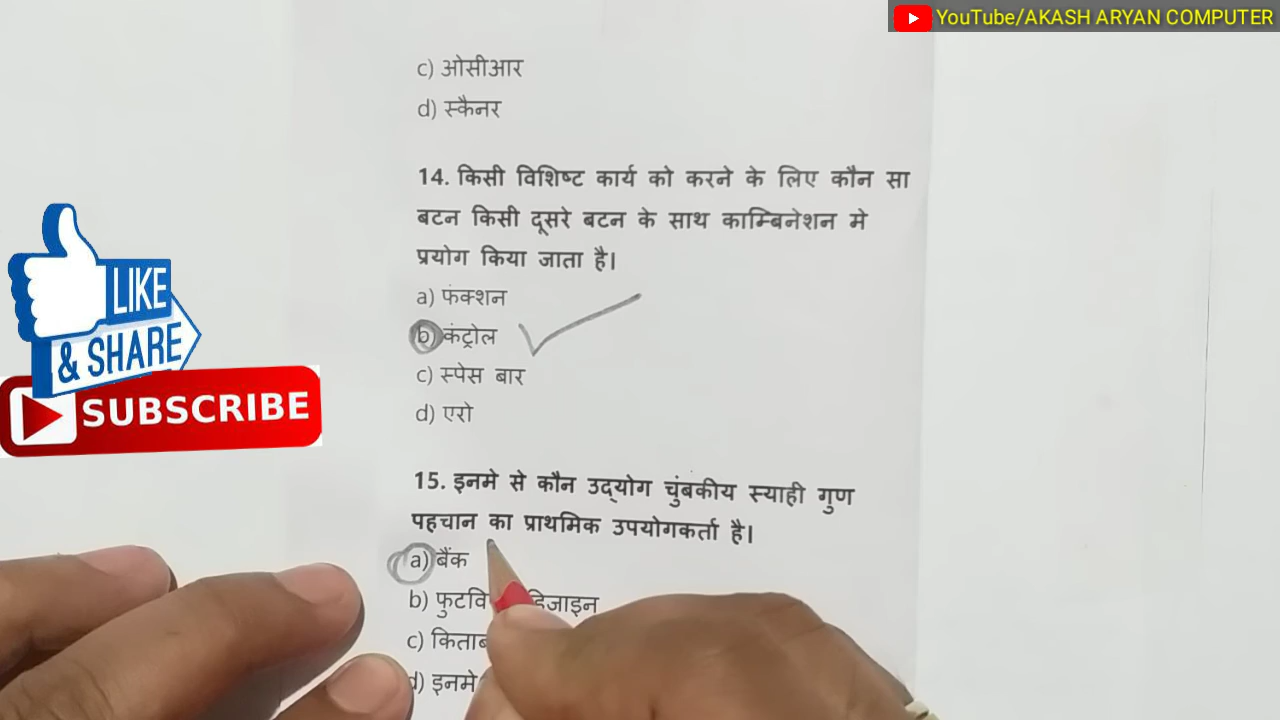 YouTube/AKASH ARYAN COMPUTER
c) ओसीआर
d) स्कैनर
14. किसी विशिष्ट कार्य को करने के लिए कौन सा
बटन किसी दूसरे बटन के साथ काम्बिनेशन मे
प्रयोग किया जाता है।
a) फंक्शन
b) कंट्रोल
c) स्पेस बार
d) एरो
LIKE
& SHARE
SUBSCRIBE
15. इनमे से कौन उद्योग चुंबकीय स्याही गुण
पहचान का प्राथमिक उपयोगकर्ता है।
a) बैंक
b) डिजाइन
c)
d) इनमे